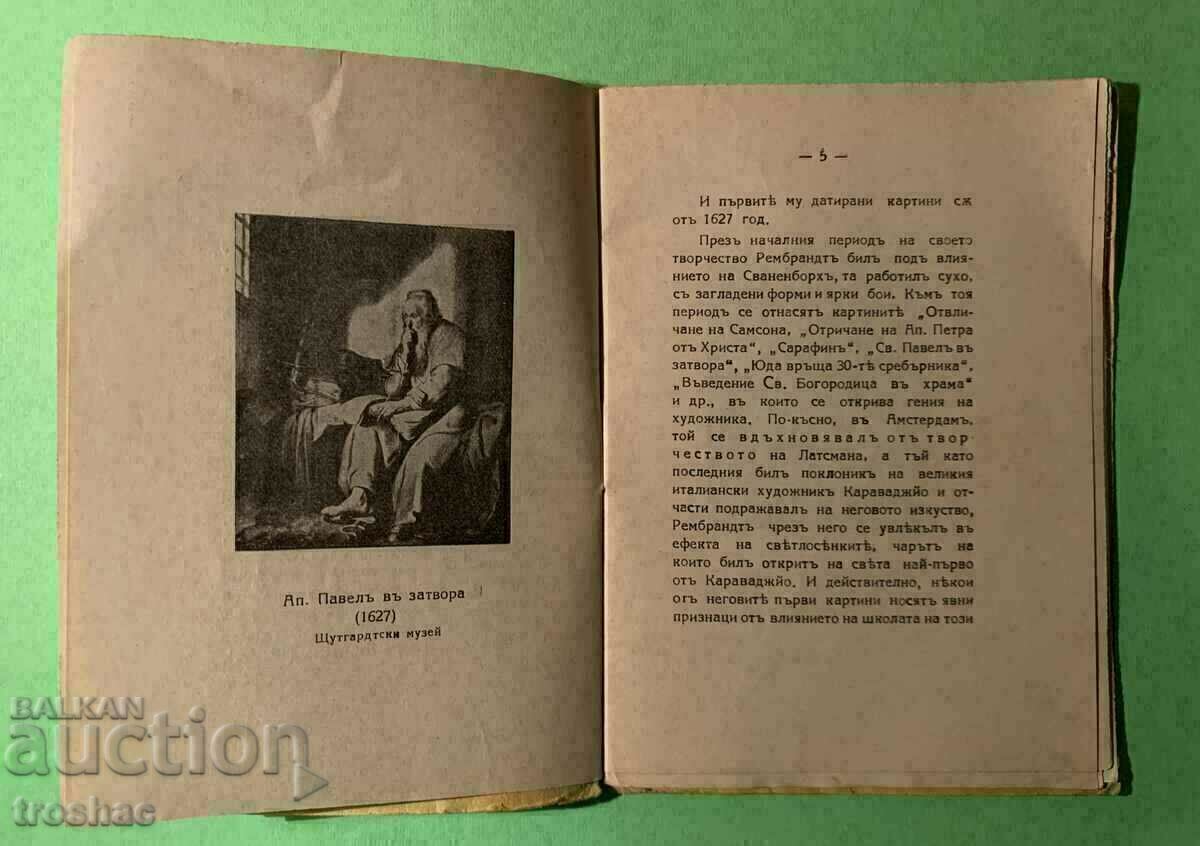 Ап. Павелъ въ затвора
(1627)
Щутгардтски музей
— 5 —
И първитѣ му датирани картини сѫ
отъ 1627 год.
Презъ началния периодъ на своето
творчество Рембрандтъ билъ подъ влия-
нието на Сваненборхъ, та работилъ сухо,
съ загладени форми и ярки бои. Къмъ тоя
периодъ се отнасятъ картинитѣ „Отвли-
чане на Самсона, „Отричане на Ап. Петра
отъ Христа“, „Сарафинъ“, „Св. Павелъ въ
затвора“, „Юда връща 30-тѣ сребърника“,
„Въведение Св. Богородица въ храма“
и др., въ които се открива гения на
художника. По-късно, въ Амстердамъ,
той се вдъхновявалъ отъ твор
чеството на Латсмана, а тъй като
последния билъ поклоникъ на великия
италиански художникъ Караваджйо и от-
части подражавалъ на неговото изкуство,
Рембрандтъ чрезъ него се увлѣкълъ въ
ефекта на свѣтлосѣнкитѣ, чарътъ на
които билъ открить на свѣта най-първо
отъ Караваджйо. И действително, нѣкои
огъ неговитѣ първи картини носятъ явни
признаци отъ влиянието на школата на този
BALKAN
auction
troshac